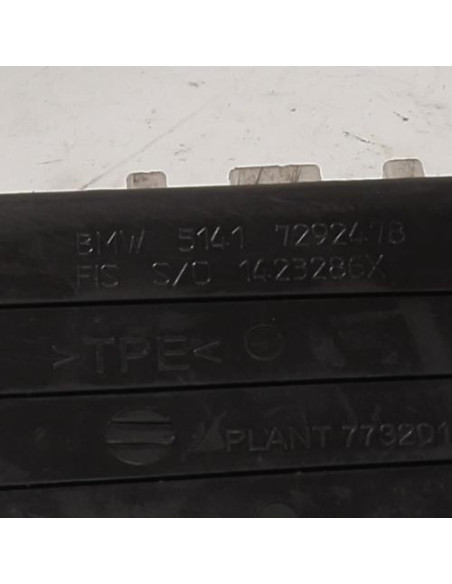 BMW 5141 7292478
FIS S/O 1423286X
>TPE<
PLANT 773201